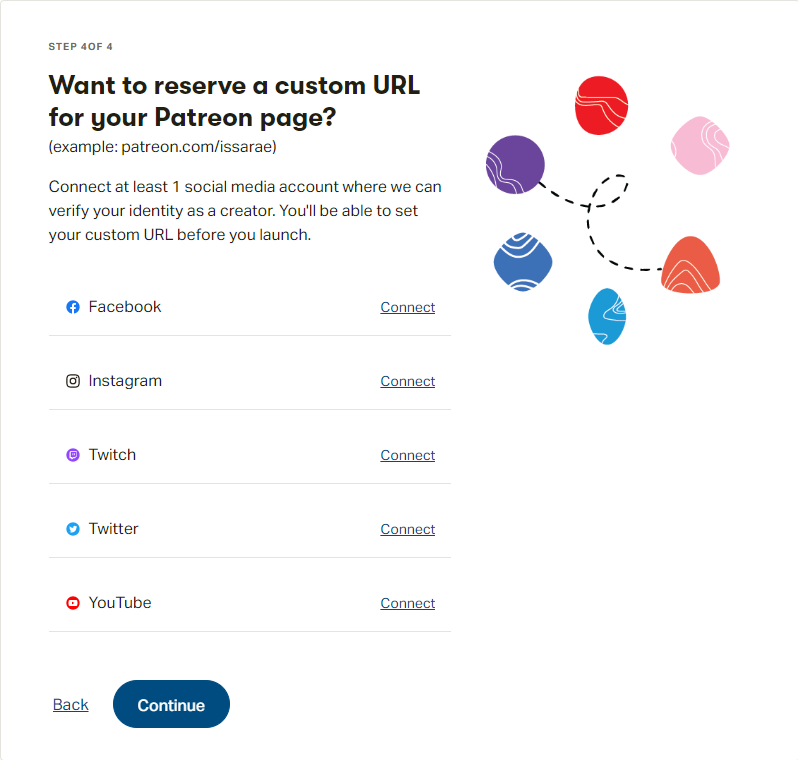 STEP 4OF 4
Want to reserve a custom URL
for your Patreon page?
(example: patreon.com/issarae)
Connect at least 1 social media account where we can
verify your identity as a creator. You'll be able to set
your custom URL before you launch.
Facebook Connect
Instagram Connect
Twitch Connect
Twitter Connect
YouTube Connect
Back Continue